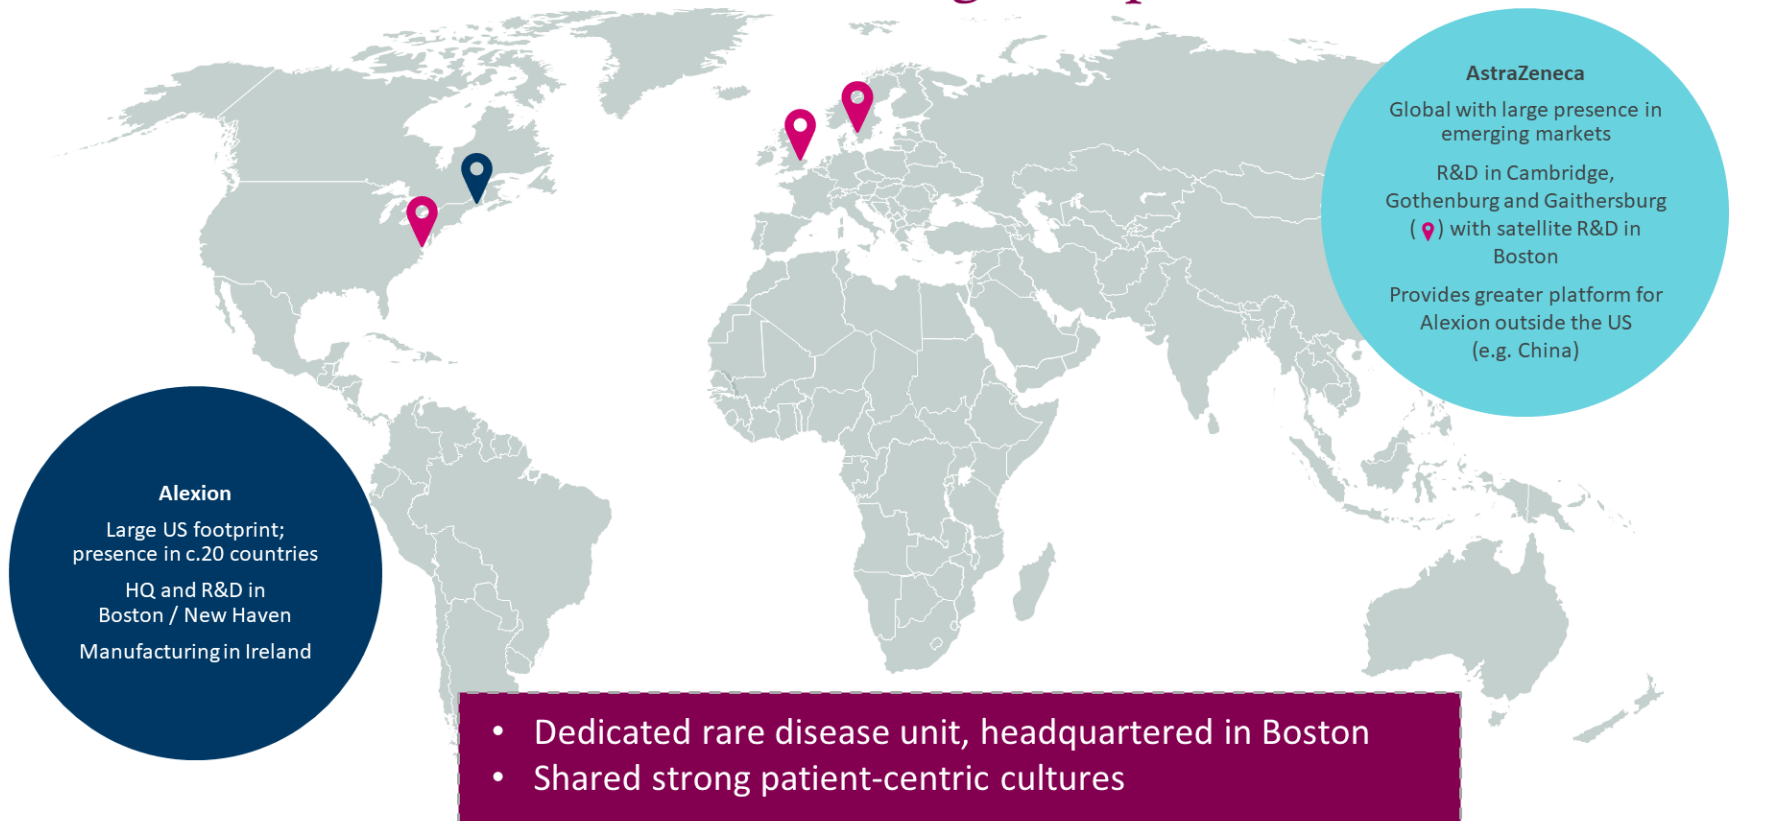 AstraZeneca
Global with large presence in
emerging markets
R&D in Cambridge,
Gothenburg and Gaithersburg
( ) with satellite R&D in
Boston
Provides greater platform for
Alexion outside the US
(e.g. China)
Alexion
Large US footprint;
presence in c.20 countries
HQ and R&D in
Boston / New Haven
Manufacturing in Ireland
• Dedicated rare disease unit, headquartered in Boston
• Shared strong patient-centric cultures